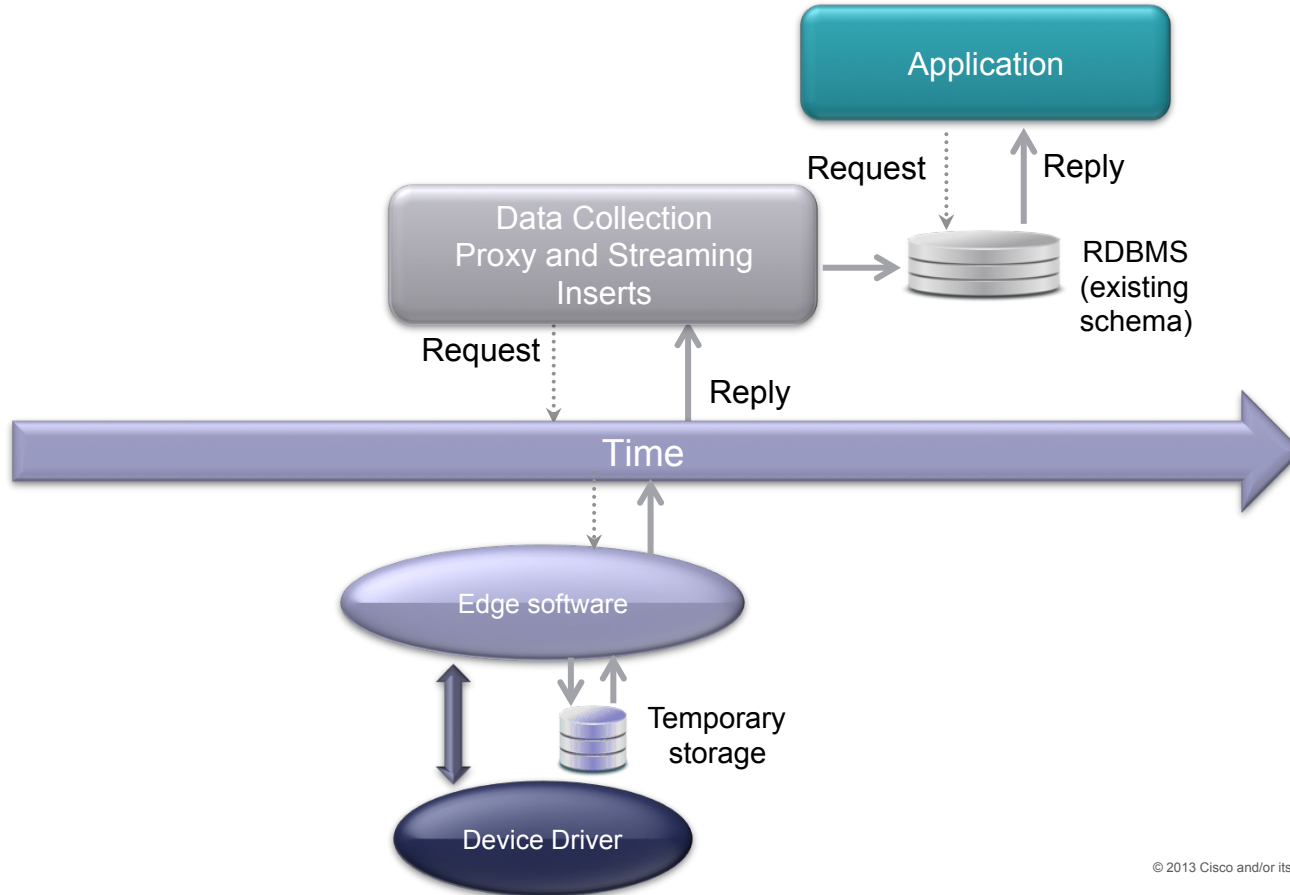 Application
Request
Reply
Data Collection
Proxy and Streaming
Inserts
RDBMS
(existing
schema)
Request
Reply
Time
Edge software
Temporary
storage
Device Driver
© 2013 Cisco and/or its